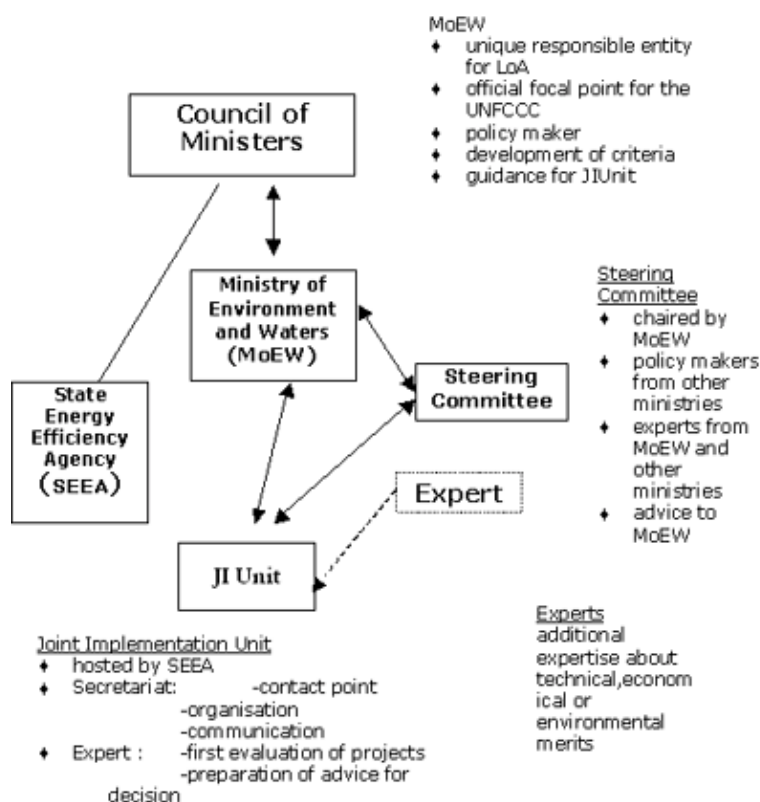 MoEW
♦ unique responsible entity
for LoA
♦ official focal point for the
UNFCCC
♦ policy maker
♦ development of criteria
♦ guidance for JIUnit
Council of
Ministers
Ministry of
Environment
and Waters
(MoEW)
Steering
Committee
♦ chaired by
MoEW
♦ policy makers
from other
ministries
♦ experts from
MoEW and
other
ministries
♦ advice to
MoEW
State
Energy
Efficiency
Agency
(SEEA)
Steering
Committee
Expert
JI Unit
Joint Implementation Unit
♦ hosted by SEEA
♦ Secretariat: -contact point
-organisation
-communication
♦ Expert : -first evaluation of projects
-preparation of advice for
decision
Experts
additional
expertise about
technical,econom
ical or
environmental
merits